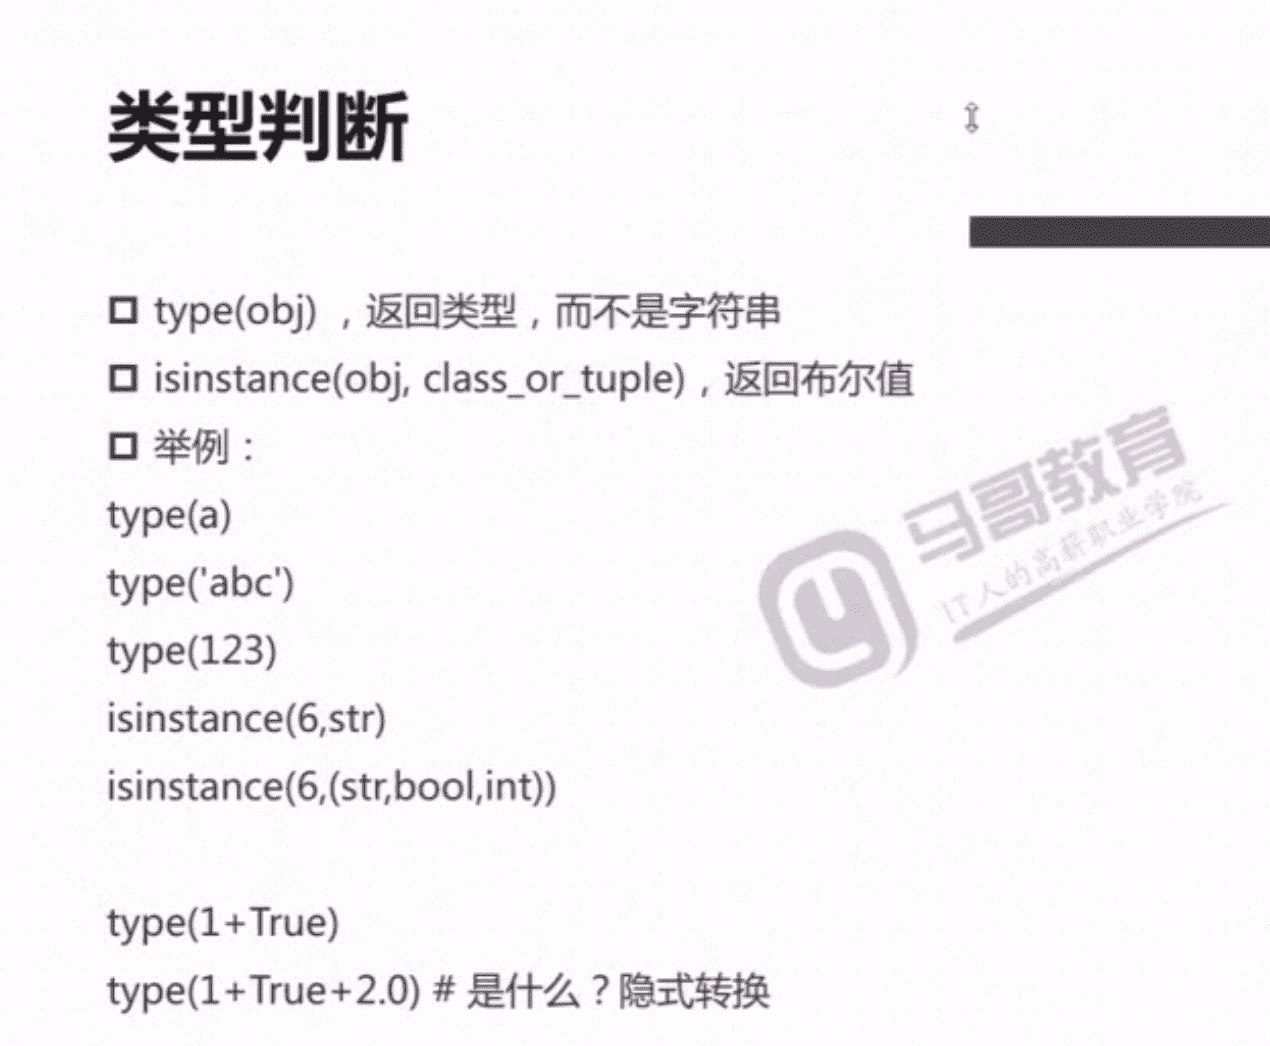 类型判断
type(obj) ，返回类型，而不是字符串
isinstance(obj, class_or_tuple)，返回布尔值
举例：
type(a)
type('abc')
type(123)
isinstance(6,str)
isinstance(6,(str,bool,int))
type(1+True)
type(1+True+2.0) # 是什么？隐式转换
马哥教育
IT人的高薪职业学院